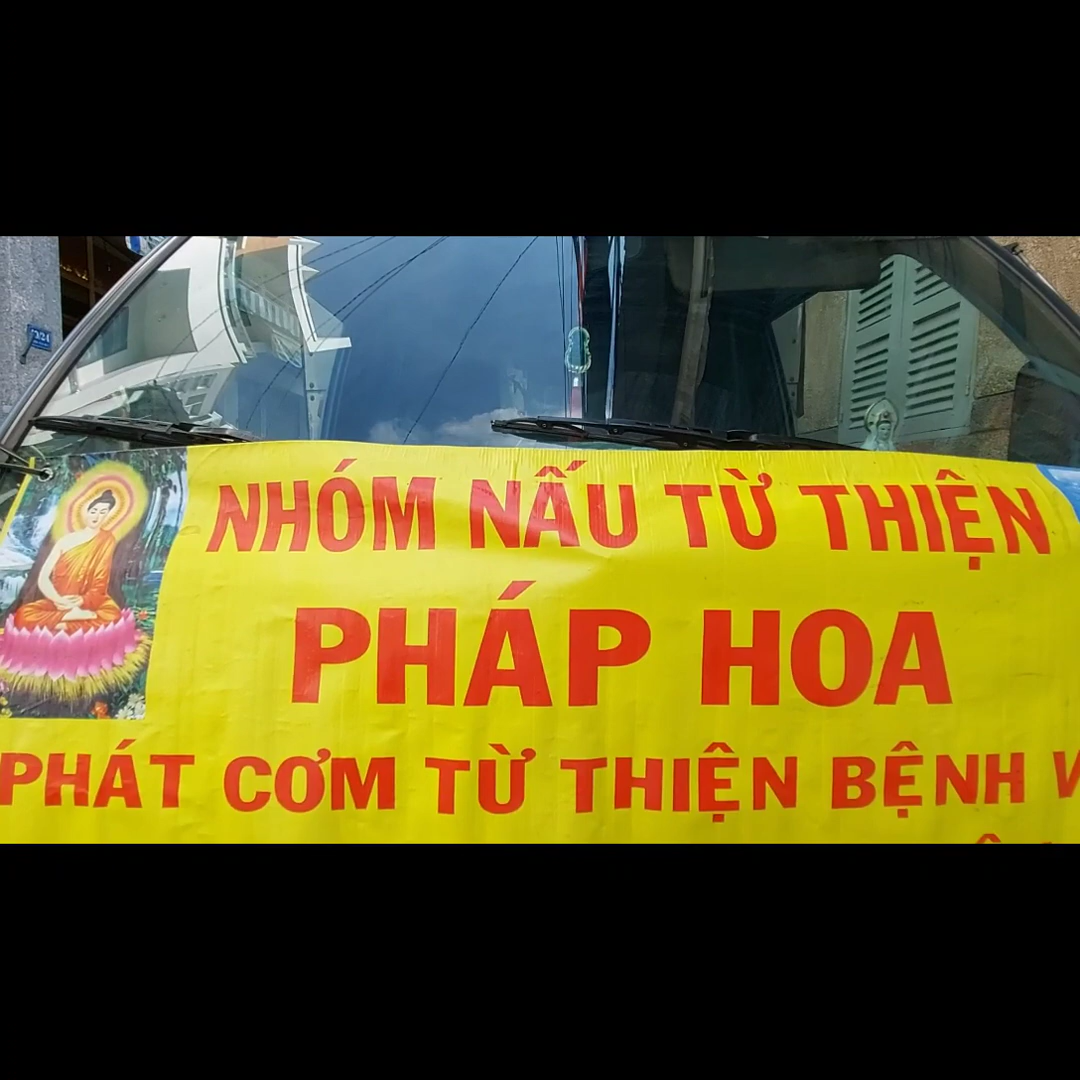 NHÓM NẤU TỪ THIỆN
PHÁP HOA
PHÁT CƠM TỪ THIỆN BỆNH